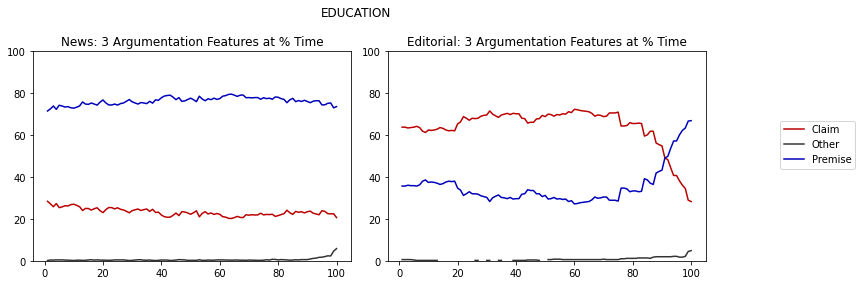 EDUCATION
News: 3 Argumentation Features at % Time
Editorial: 3 Argumentation Features at % Time
100
80
60
40
20
0
0 20 40 60 80 100
100
80
60
40
20
0
0 20 40 60 80 100
Claim
Other
Premise